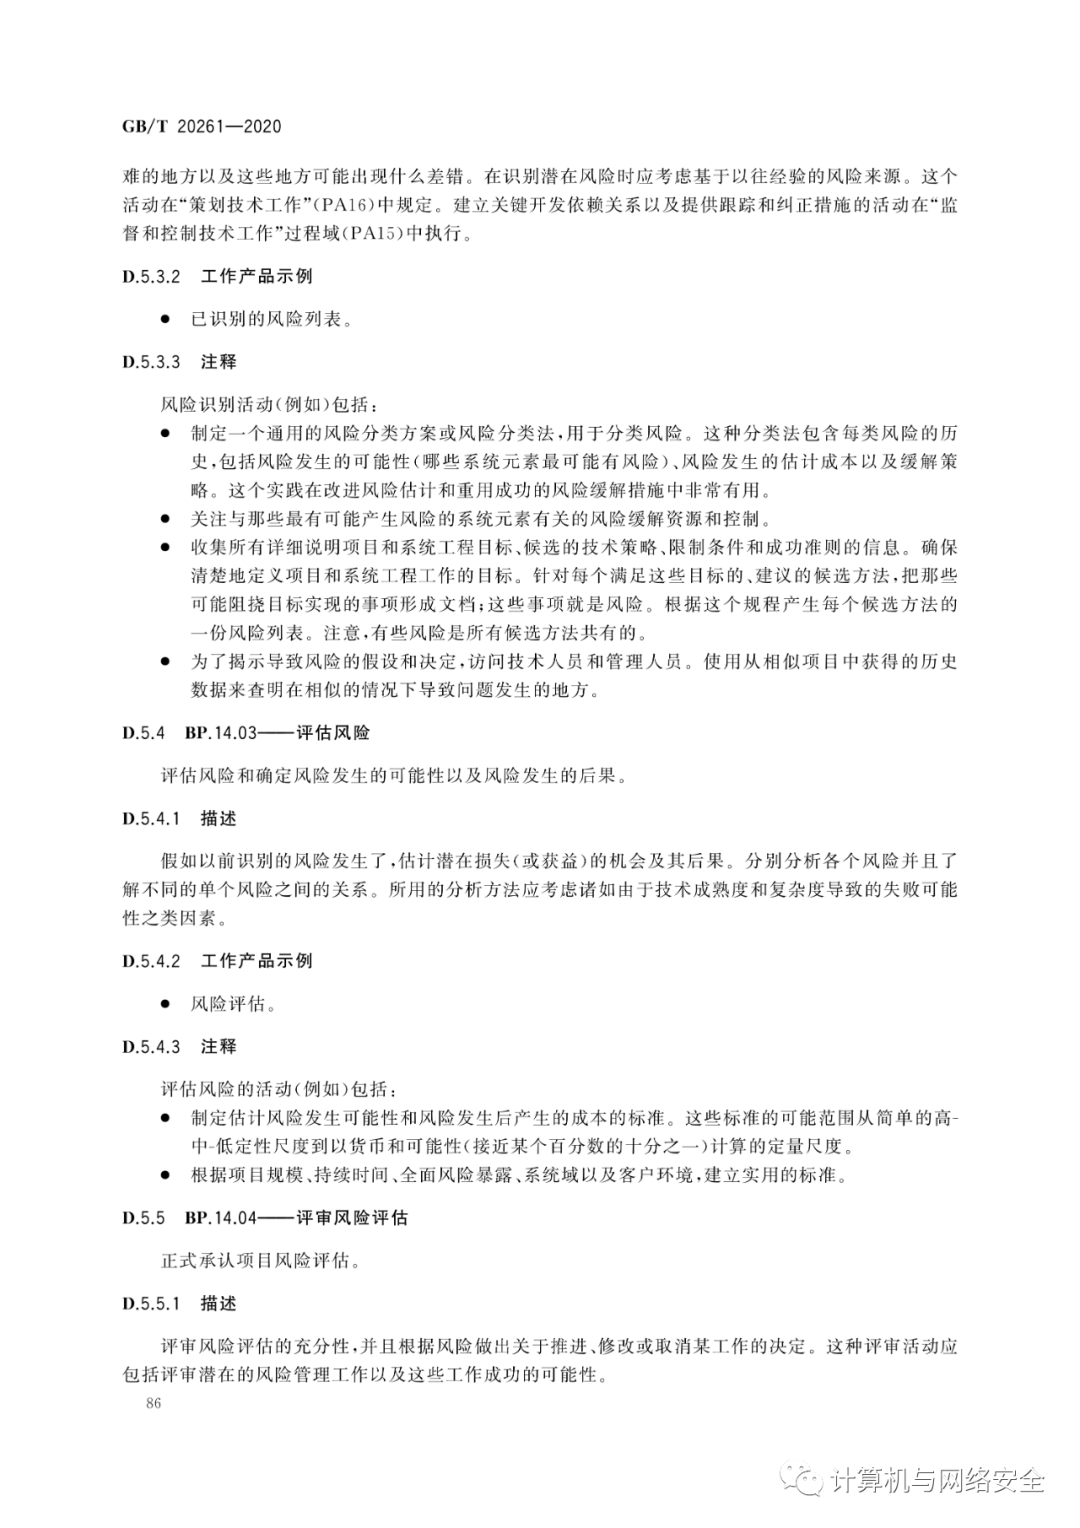 GB/T 20261—2020
难的地方以及这些地方可能出现什么差错。在识别潜在风险时应考虑基于以往经验的风险来源。这个
活动在“策划技术工作”(PA16)中规定。建立关键开发依赖关系以及提供跟踪和纠正措施的活动在“监
督和控制技术工作”过程域(PA15)中执行。
D.5.3.2 工作产品示例
● 已识别的风险列表。
D.5.3.3 注释
风险识别活动(例如)包括:
● 制定一个通用的风险分类方案或风险分类法,用于分类风险。这种分类法包含每类风险的历
史,包括风险发生的可能性(哪些系统元素最可能有风险)、风险发生的估计成本以及缓解策
略。这个实践在改进风险估计和重用成功的风险缓解措施中非常有用。
● 关注与那些最有可能产生风险的系统元素有关的风险缓解资源和控制。
● 收集所有详细说明项目和系统工程目标、候选的技术策略、限制条件和成功准则的信息。确保
清楚地定义项目和系统工程工作的目标。针对每个满足这些目标的、建议的候选方法,把那些
可能阻挠目标实现的事项形成文档;这些事项就是风险。根据这个规程产生每个候选方法的
一份风险列表。注意,有些风险是所有候选方法共有的。
● 为了揭示导致风险的假设和决定,访问技术人员和管理人员。使用从相似项目中获得的历史
数据来查明在相似的情况下导致问题发生的地方。
D.5.4 BP.14.03——评估风险
评估风险和确定风险发生的可能性以及风险发生的后果。
D.5.4.1 描述
假如以前识别的风险发生了,估计潜在损失(或获益)的机会及其后果。分别分析各个风险并且了
解不同的单个风险之间的关系。所用的分析方法应考虑诸如由于技术成熟度和复杂度导致的失败可能
性之类因素。
D.5.4.2 工作产品示例
● 风险评估。
D.5.4.3 注释
评估风险的活动(例如)包括:
● 制定估计风险发生可能性和风险发生后产生的成本的标准。这些标准的可能范围从简单的高-
中-低定性尺度到以货币和可能性(接近某个百分数的十分之一)计算的定量尺度。
● 根据项目规模、持续时间、全面风险暴露、系统域以及客户环境,建立实用的标准。
D.5.5 BP.14.04——评审风险评估
正式承认项目风险评估。
D.5.5.1 描述
评审风险评估的充分性,并且根据风险做出关于推进、修改或取消某工作的决定。这种评审活动应
包括评审潜在的风险管理工作以及这些工作成功的可能性。
86
计算机与网络安全